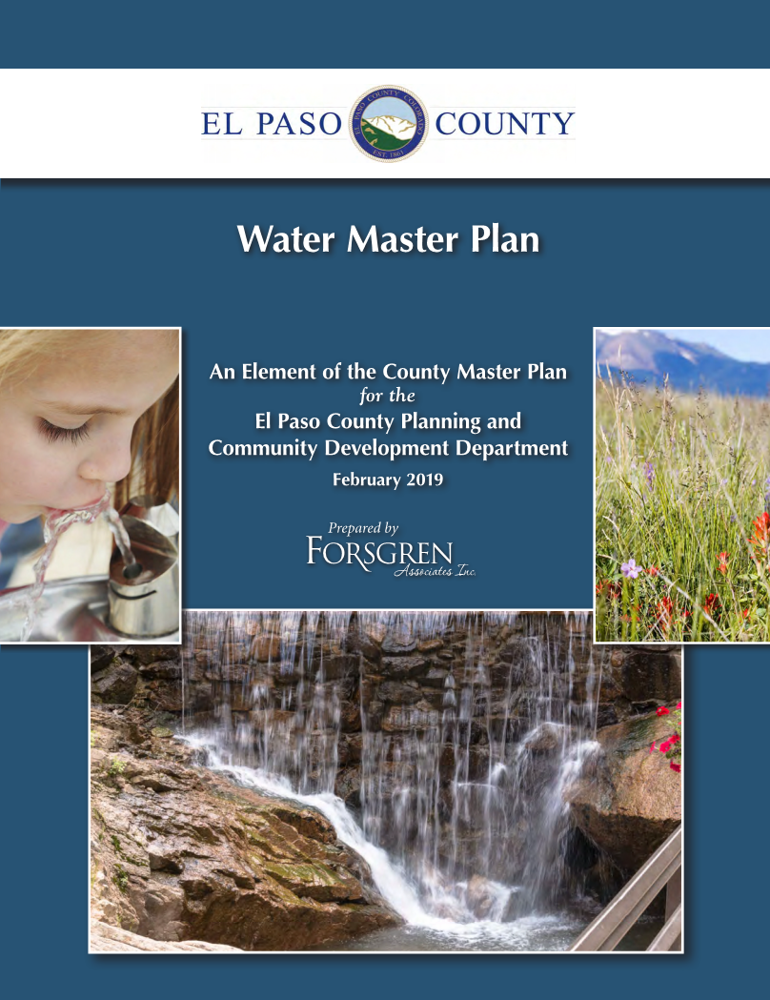 EL PASO COUNTY
EL PASO COUNTY COLORADO
EST. 1861
Water Master Plan
An Element of the County Master Plan
for the
El Paso County Planning and
Community Development Department
February 2019
Prepared by
FORSGREN
Associates Inc.